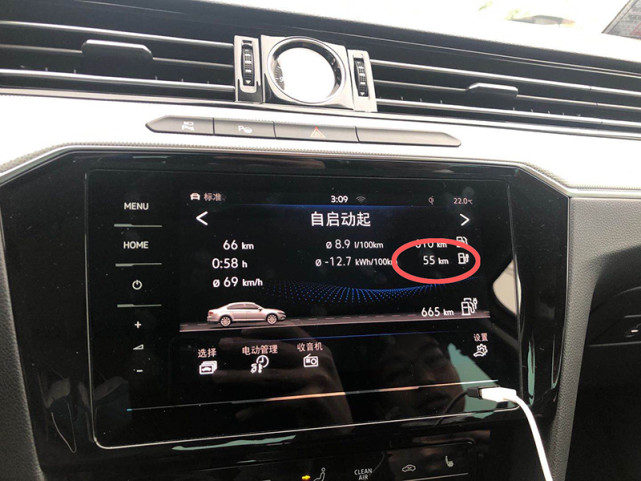 MENU
HOME
标准
3:09
22.0℃
自启动起
66 km
ø 8.9 l/100km
610 km
0:58 h
ø -12.7 kWh/100km
55 km
ø 69 km/h
665 km
选择
电动管理
收音机
设置
CLEAN
AIR